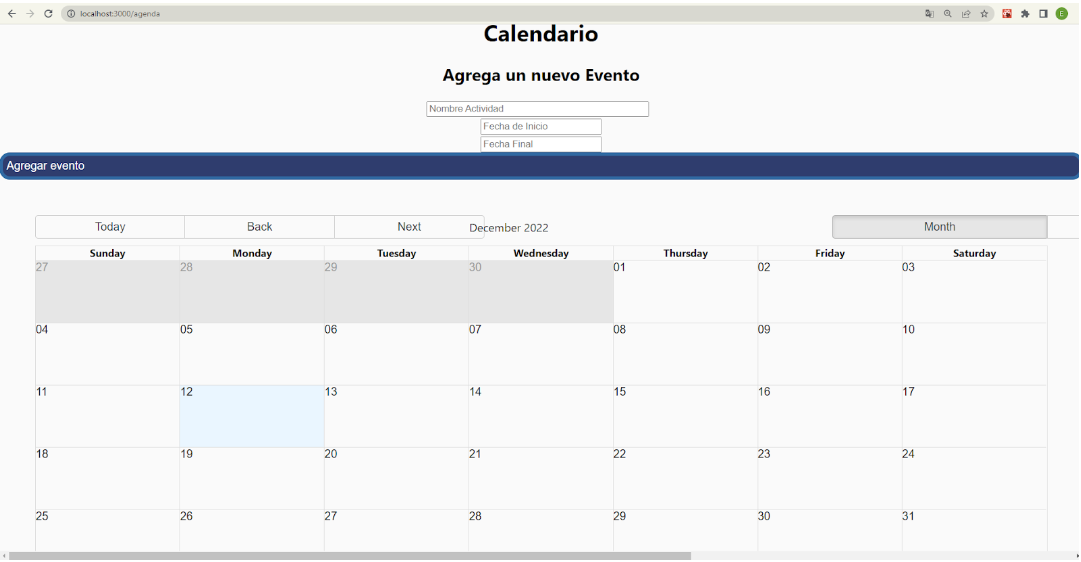 localhost:3000/agenda
E
Calendario
Agrega un nuevo Evento
Nombre Actividad
Fecha de Inicio
Fecha Final
Agregar evento
Today Back Next December 2022 Month
Sunday Monday Tuesday Wednesday Thursday Friday Saturday
27 28 29 30 01 02 03
04 05 06 07 08 09 10
11 12 13 14 15 16 17
18 19 20 21 22 23 24
25 26 27 28 29 30 31